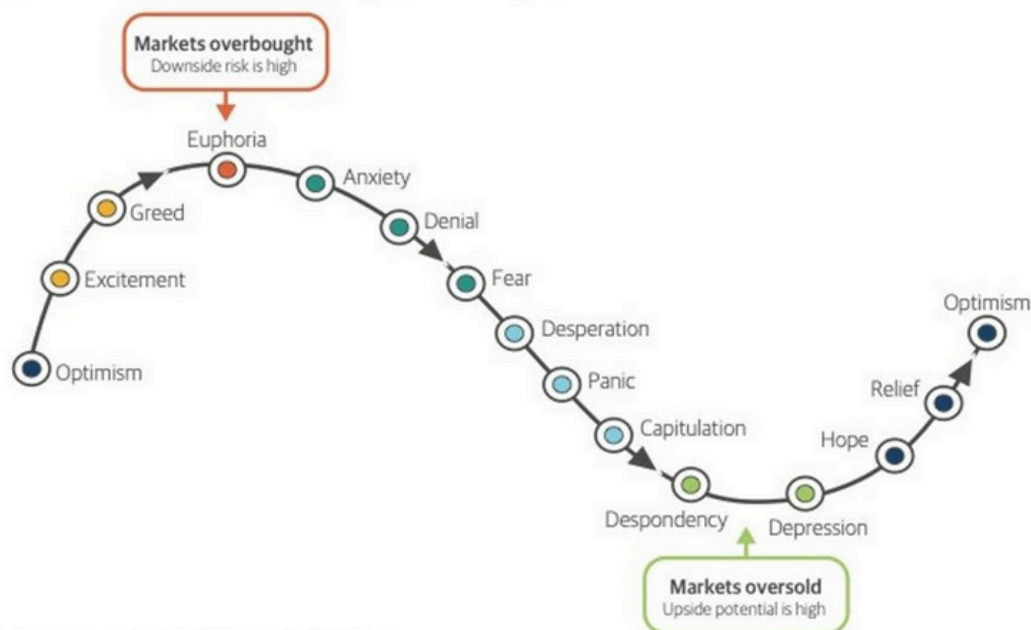 Markets overbought
Downside risk is high
Euphoria
Anxiety
Greed
Denial
Excitement
Fear
Optimism
Desperation
Panic
Capitulation
Despondency
Depression
Hope
Relief
Optimism
Markets oversold
Upside potential is high